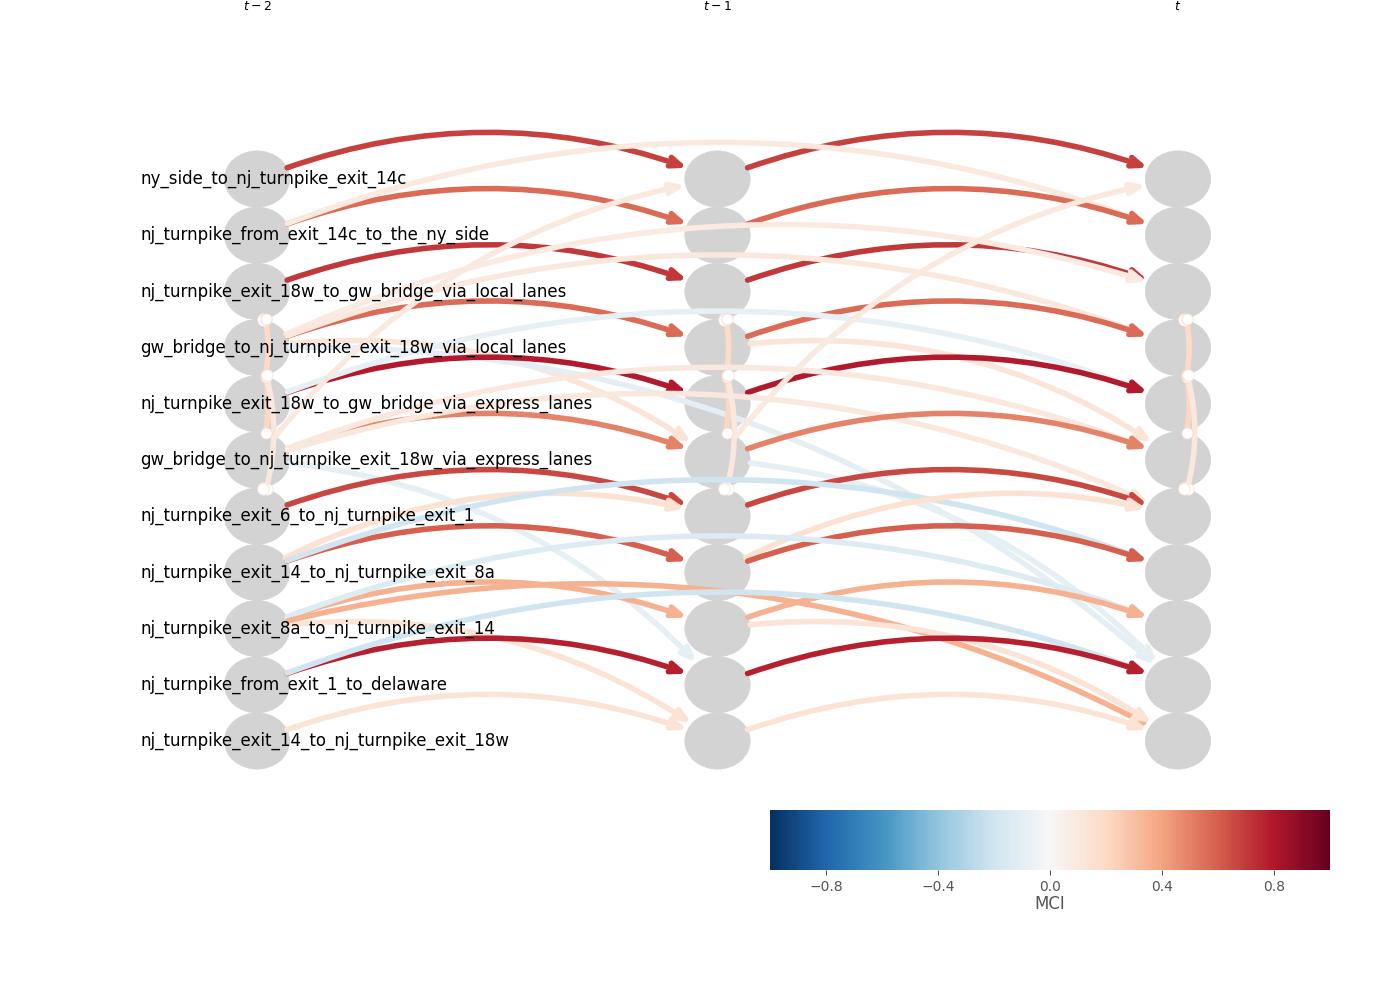 t − 2 t − 1 t
ny_side_to_nj_turnpike_exit_14c
nj_turnpike_from_exit_14c_to_the_ny_side
nj_turnpike_exit_18w_to_gw_bridge_via_local_lanes
gw_bridge_to_nj_turnpike_exit_18w_via_local_lanes
nj_turnpike_exit_18w_to_gw_bridge_via_express_lanes
gw_bridge_to_nj_turnpike_exit_18w_via_express_lanes
nj_turnpike_exit_6_to_nj_turnpike_exit_1
nj_turnpike_exit_14_to_nj_turnpike_exit_8a
nj_turnpike_exit_8a_to_nj_turnpike_exit_14
nj_turnpike_from_exit_1_to_delaware
nj_turnpike_exit_14_to_nj_turnpike_exit_18w
−0.8 −0.4 0.0 0.4 0.8
MCI